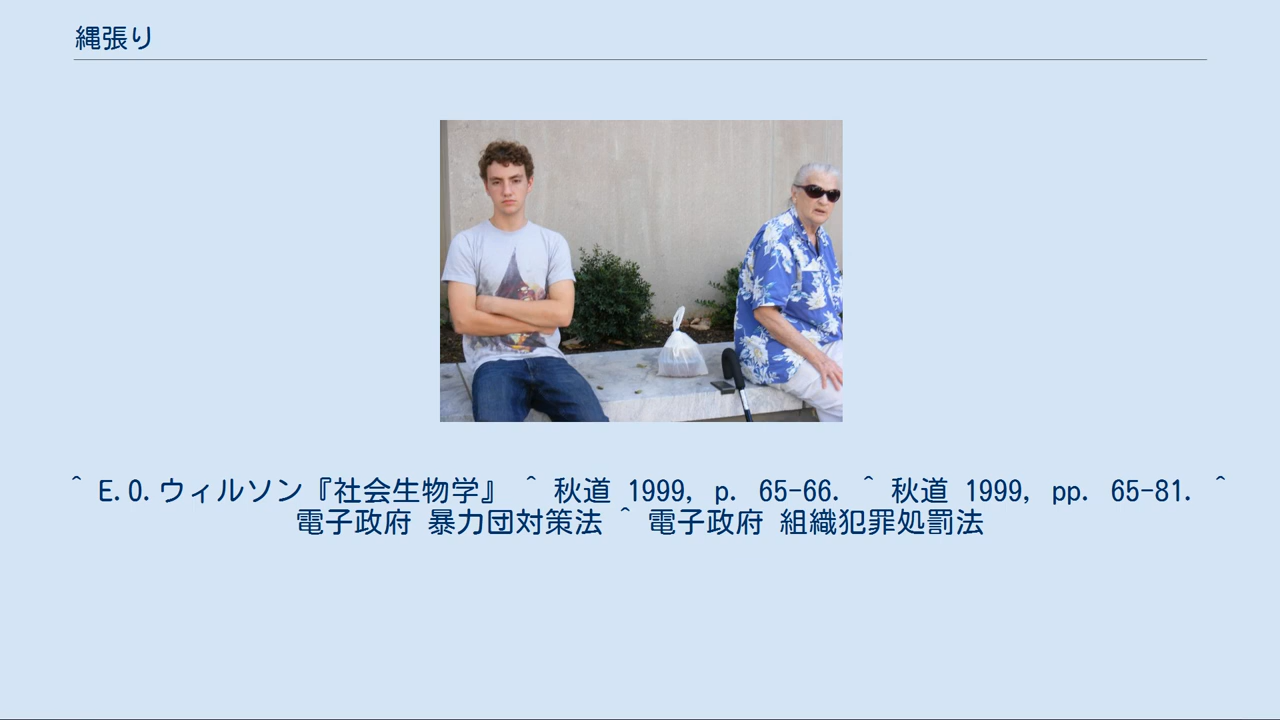 縄張り
^ E.O.ウィルソン『社会生物学』 ^ 秋道 1999, p. 65-66. ^ 秋道 1999, pp. 65-81. ^
電子政府 暴力団対策法 ^ 電子政府 組織犯罪処罰法